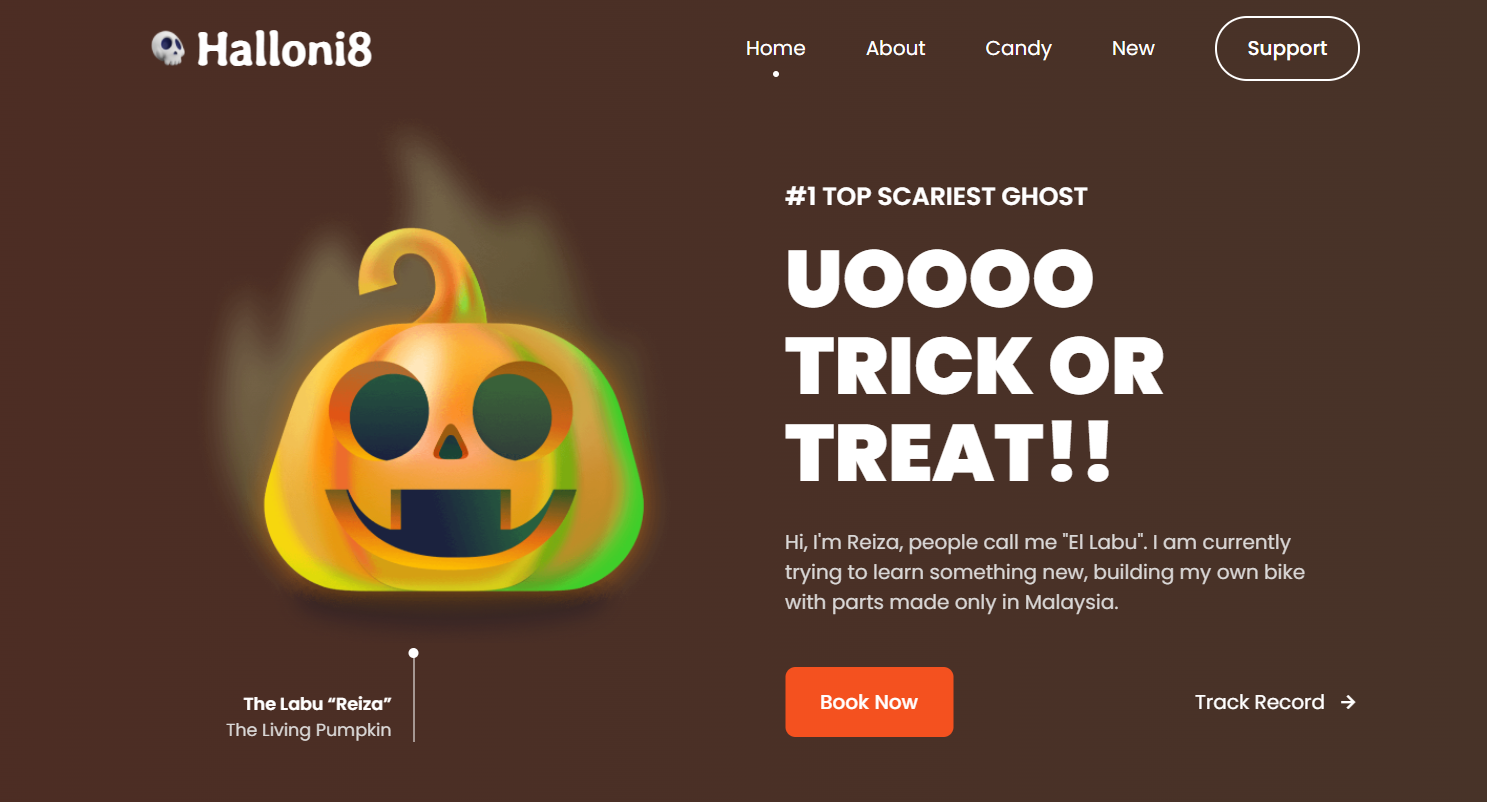 Halloni8
Home
About
Candy
New
Support
#1 TOP SCARIEST GHOST
UOOOO
TRICK OR
TREAT!!
Hi, I'm Reiza, people call me "El Labu". I am currently
trying to learn something new, building my own bike
with parts made only in Malaysia.
Book Now
Track Record
The Labu “Reiza”
The Living Pumpkin